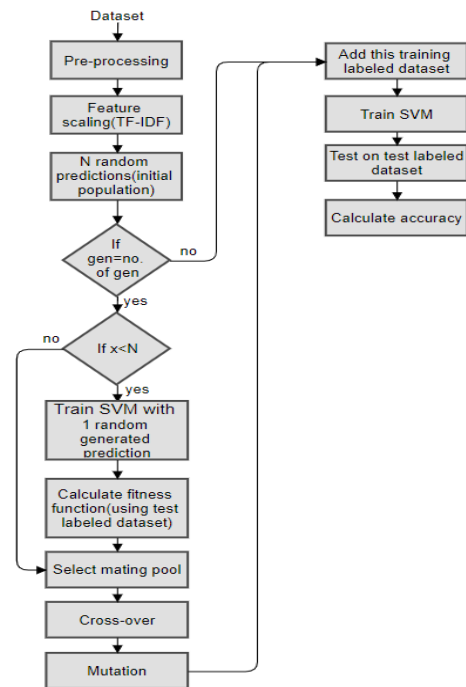 Dataset
Pre-processing
Feature
scaling(TF-IDF)
N random
predictions(initial
population)
If
gen=no.
of gen
no
yes
no
If x<N
yes
Train SVM with
1 random
generated
prediction
Calculate fitness
function(using test
labeled dataset)
Select mating pool
Cross-over
Mutation
Add this training
labeled dataset
Train SVM
Test on test labeled
dataset
Calculate accuracy